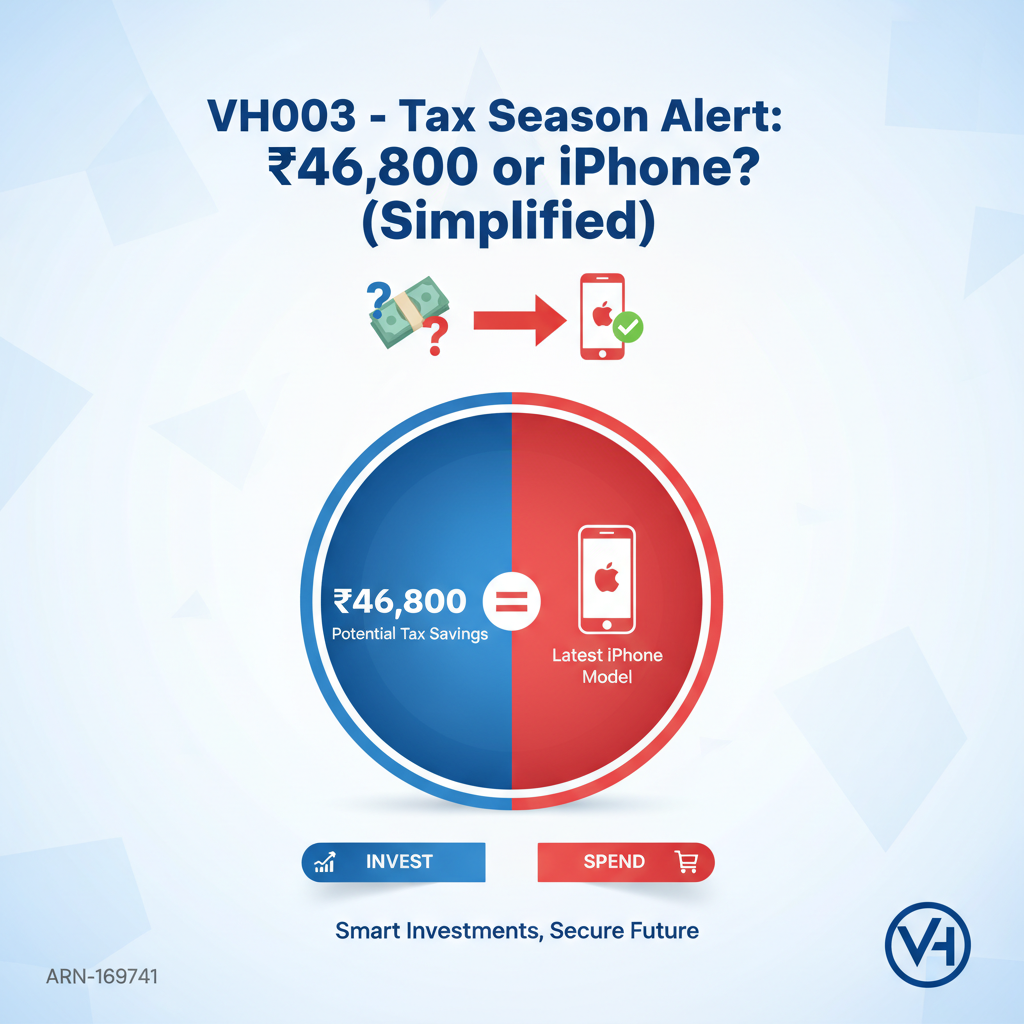 VH003 - Tax Season Alert:
₹46,800 or iPhone?
(Simplified)
? ?
₹46,800
Potential Tax Savings
=
Latest iPhone
Model
INVEST
SPEND
Smart Investments, Secure Future
ARN-169741
VH